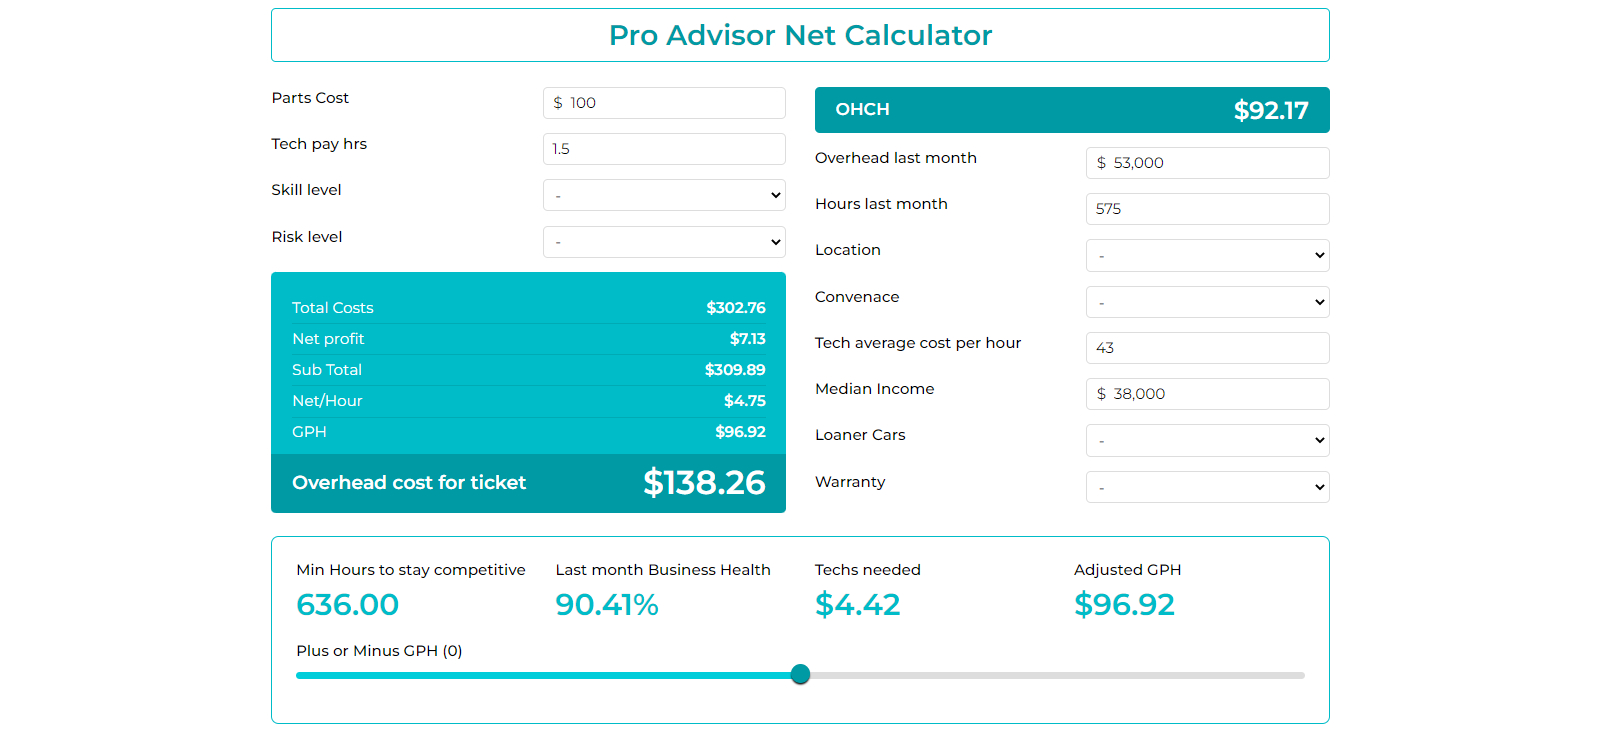 Pro Advisor Net Calculator
Parts Cost
$ 100
Tech pay hrs
1.5
Skill level
-
Risk level
-
Total Costs $302.76
Net profit $7.13
Sub Total $309.89
Net/Hour $4.75
GPH $96.92
Overhead cost for ticket $138.26
OHCH $92.17
Overhead last month
$ 53,000
Hours last month
575
Location
-
Convenace
-
Tech average cost per hour
43
Median Income
$ 38,000
Loaner Cars
-
Warranty
-
Min Hours to stay competitive
636.00
Last month Business Health
90.41%
Techs needed
$4.42
Adjusted GPH
$96.92
Plus or Minus GPH (0)